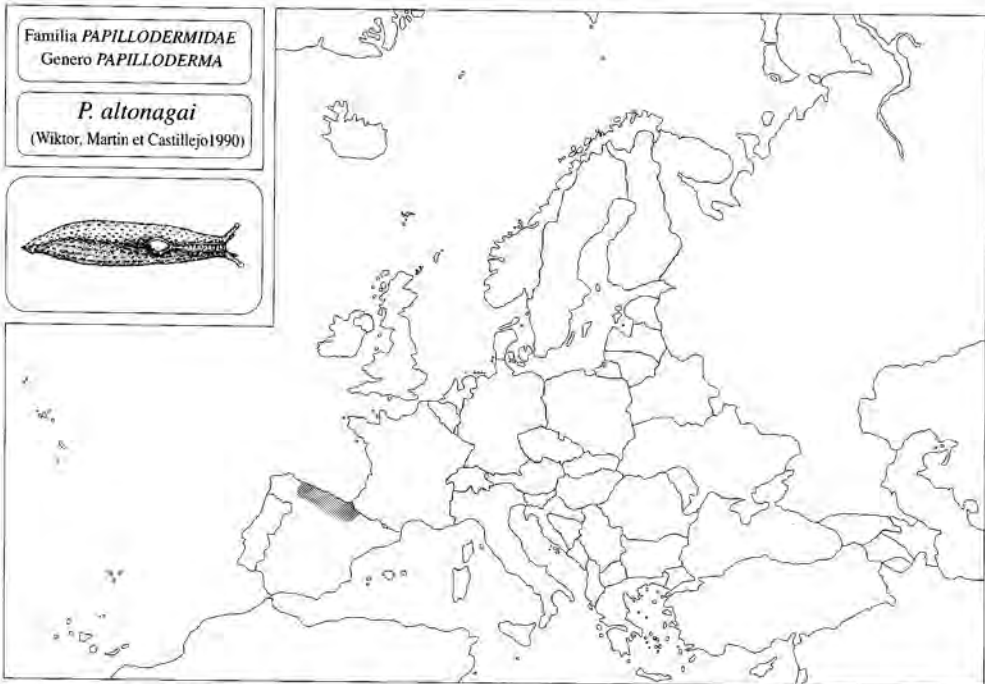 Familia PAPILLODERMIDAE
Genero PAPILLODERMA
P. altonagai
(Wiktor, Martin et Castillejo1990)